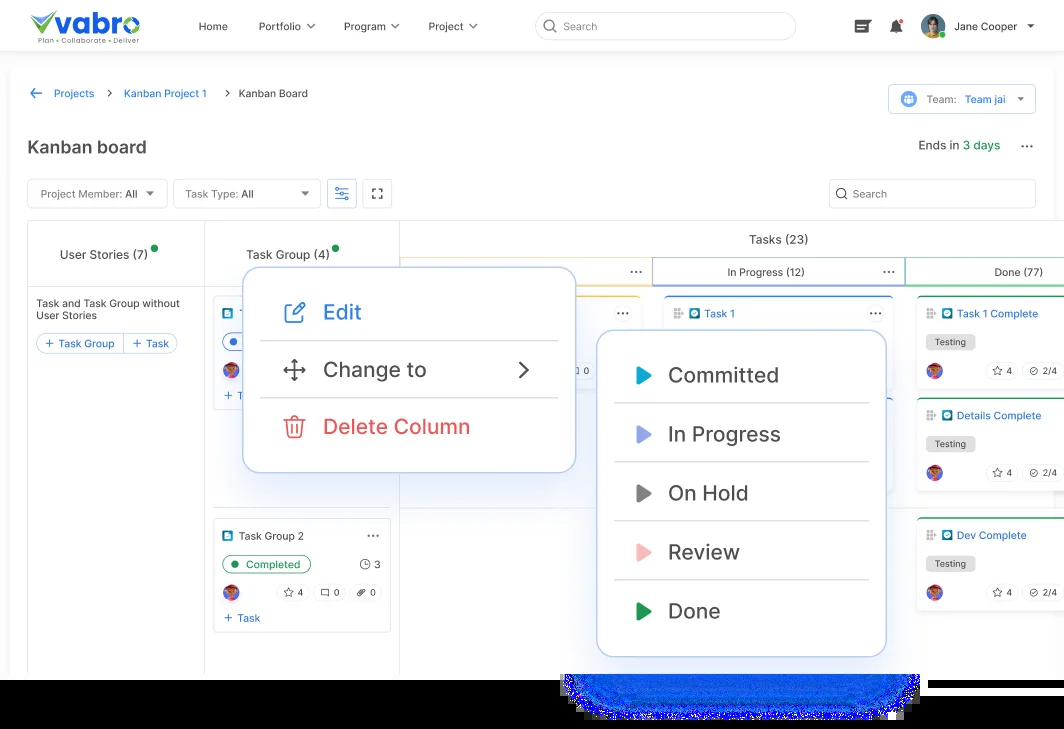 vabro
Plan • Collaborate • Deliver
Home
Portfolio
Program
Project
Search
Jane Cooper
Projects
Kanban Project 1
Kanban Board
Team: Team jai
Kanban board
Ends in 3 days
Project Member: All
Task Type: All
Search
User Stories (7)
Task Group (4)
Tasks (23)
In Progress (12)
Done (77)
Task and Task Group without
User Stories
+ Task Group
+ Task
Edit
Change to
Delete Column
0
Task 1
Committed
In Progress
On Hold
Review
Done
Task 1 Complete
Testing
4
2/4
Details Complete
Testing
4
2/4
Task Group 2
Completed
3
4
0
0
+ Task
Dev Complete
Testing
4
2/4